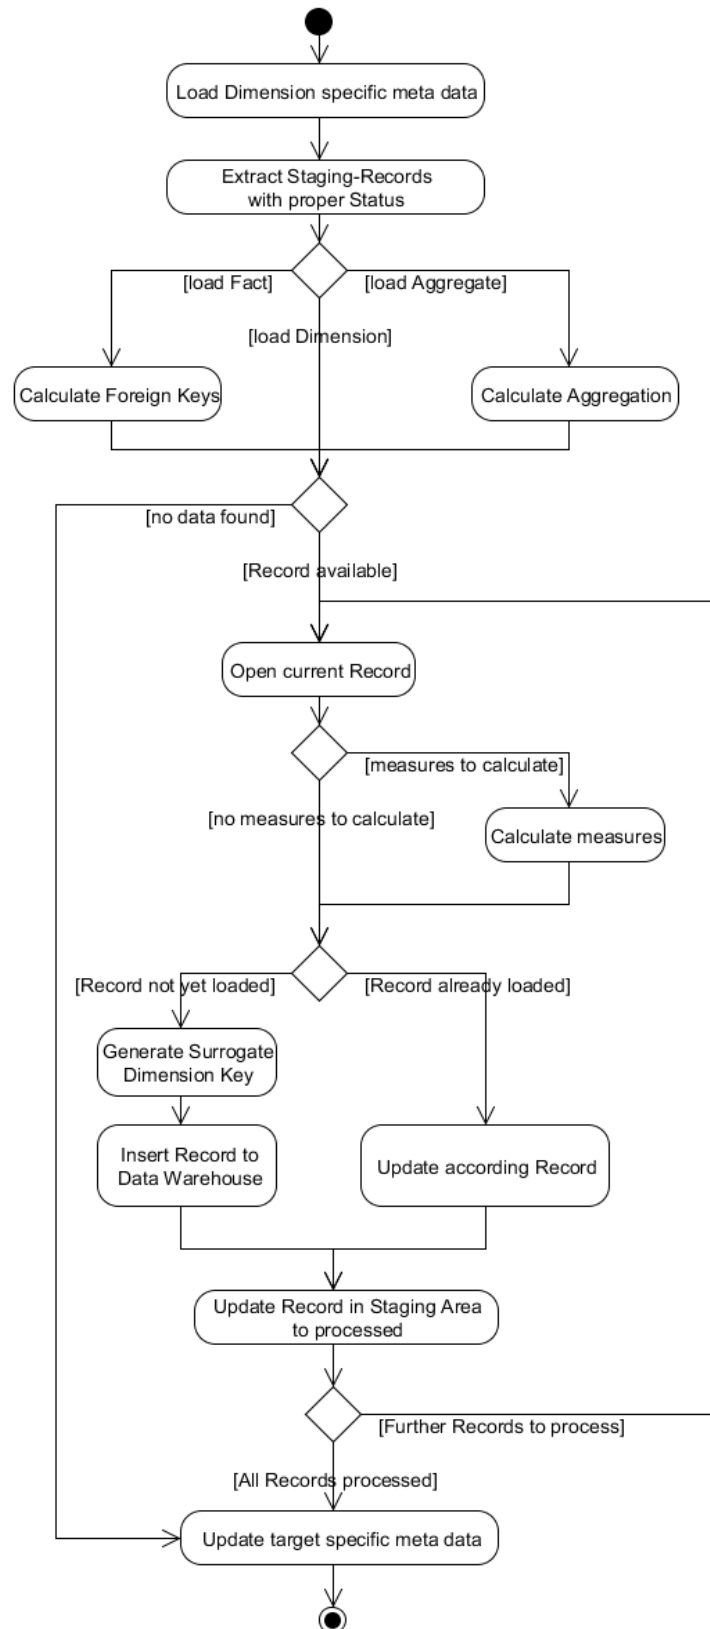 Load Dimension specific meta data
Extract Staging-Records
with proper Status
[load Fact]
[load Aggregate]
[load Dimension]
Calculate Foreign Keys
Calculate Aggregation
[no data found]
[Record available]
Open current Record
[measures to calculate]
[no measures to calculate]
Calculate measures
[Record not yet loaded]
[Record already loaded]
Generate Surrogate
Dimension Key
Insert Record to
Data Warehouse
Update according Record
Update Record in Staging Area
to processed
[Further Records to process]
[All Records processed]
Update target specific meta data